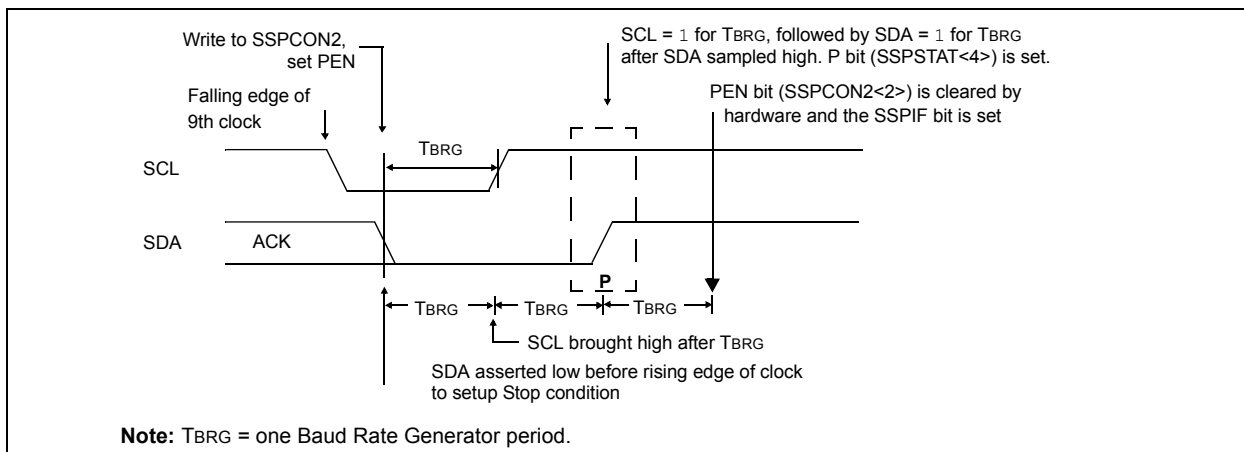 Write to SSPCON2,
set PEN
SCL = 1 for TBRG, followed by SDA = 1 for TBRG
after SDA sampled high. P bit (SSPSTAT<4>) is set.
Falling edge of
9th clock
PEN bit (SSPCON2<2>) is cleared by
hardware and the SSPIF bit is set
TBRG
SCL
SDA
ACK
P
TBRG
TBRG
TBRG
SCL brought high after TBRG
SDA asserted low before rising edge of clock
to setup Stop condition
Note: TBRG = one Baud Rate Generator period.